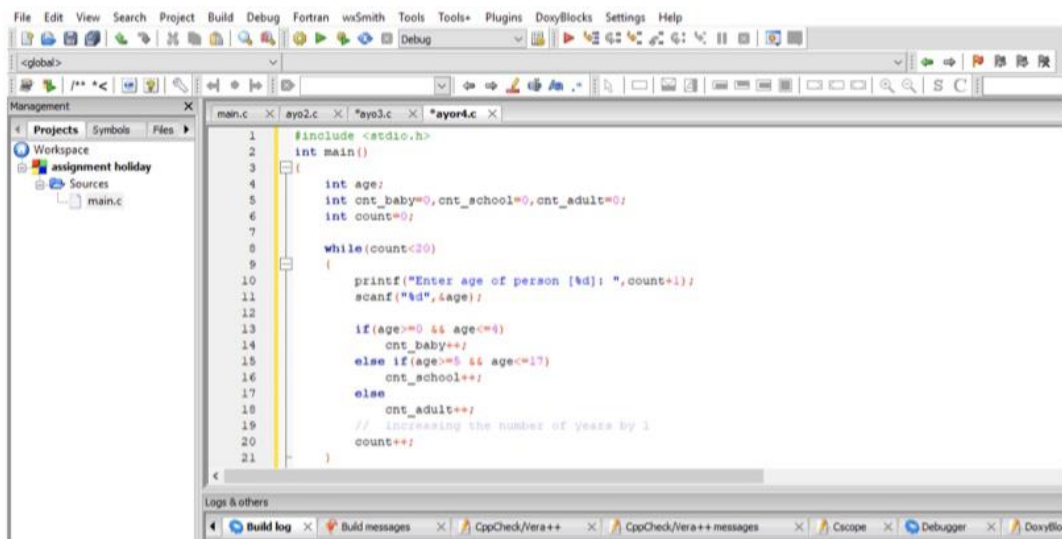 File Edit View Search Project Build Debug Fortran wxSmith Tools Tools+ Plugins DoxyBlocks Settings Help
Debug
<global>
/** *<
S C
Management
main.c ayo2.c *ayo3.c *ayor4.c
Projects Symbols Files
Workspace
assignment holiday
Sources
main.c
1 #include <stdio.h>
2 int main()
3 {
4 int age;
5 int cnt_baby=0,cnt_school=0,cnt_adult=0;
6 int count=0;
7
8 while(count<20)
9 {
10 printf("Enter age of person [%d]: ",count+1);
11 scanf("%d",&age);
12
13 if(age>=0 && age<=4)
14 cnt_baby++;
15 else if(age>=5 && age<=17)
16 cnt_school++;
17 else
18 cnt_adult++;
19 // increasing the number of years by 1
20 count++;
21 }
Logs & others
Build log Build messages CppCheck/Vera++ CppCheck/Vera++ messages Cscope Debugger DoxyBlo